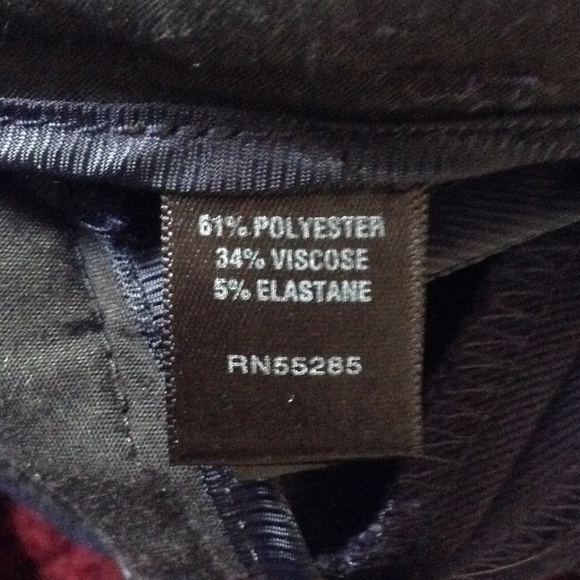 61% POLYESTER
34% VISCOSE
5% ELASTANE
RN55285